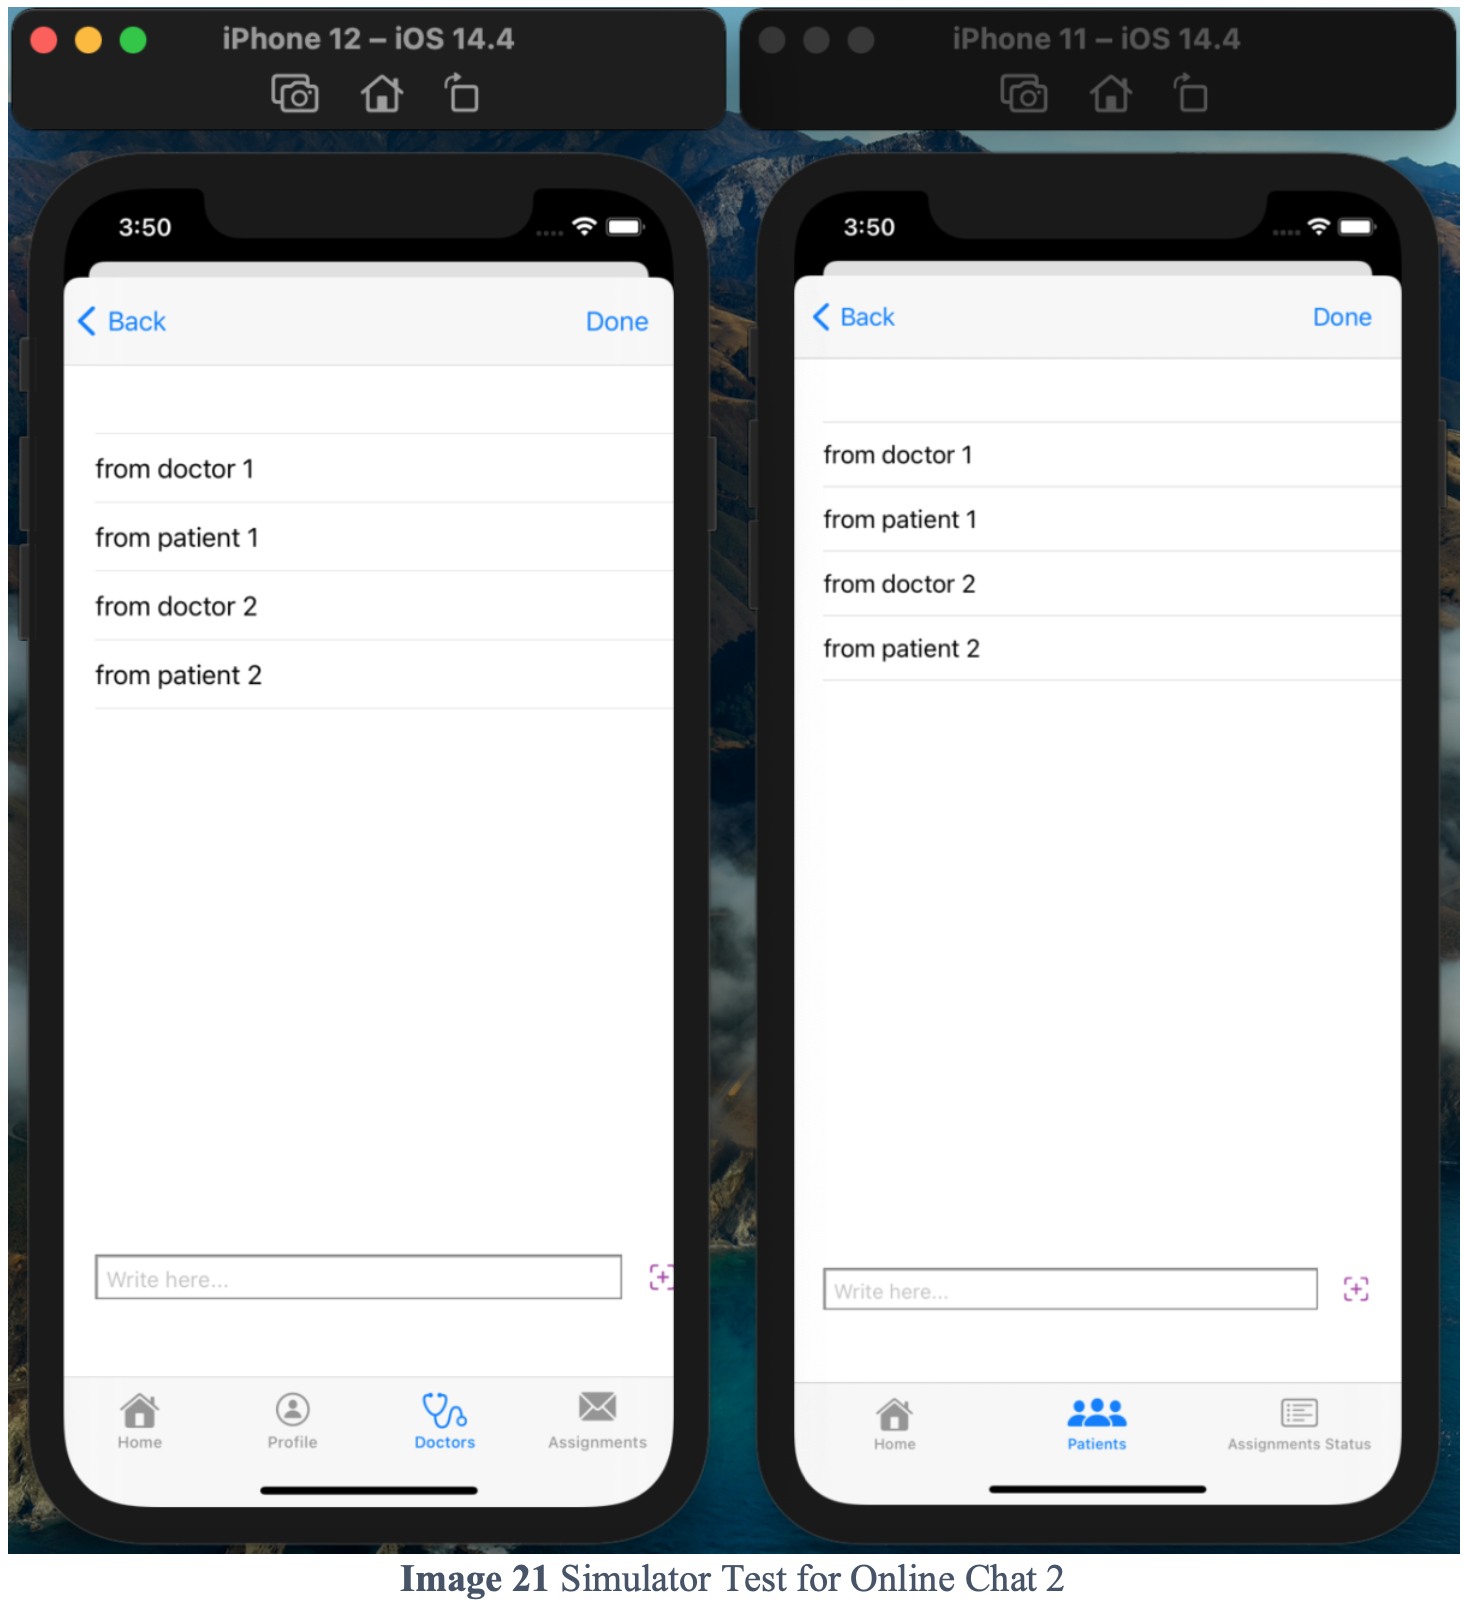 iPhone 12 – iOS 14.4
3:50
Back
Done
from doctor 1
from patient 1
from doctor 2
from patient 2
Write here...
Home
Profile
Doctors
Assignments
iPhone 11 – iOS 14.4
3:50
Back
Done
from doctor 1
from patient 1
from doctor 2
from patient 2
Write here...
Home
Patients
Assignments Status
Image 21 Simulator Test for Online Chat 2